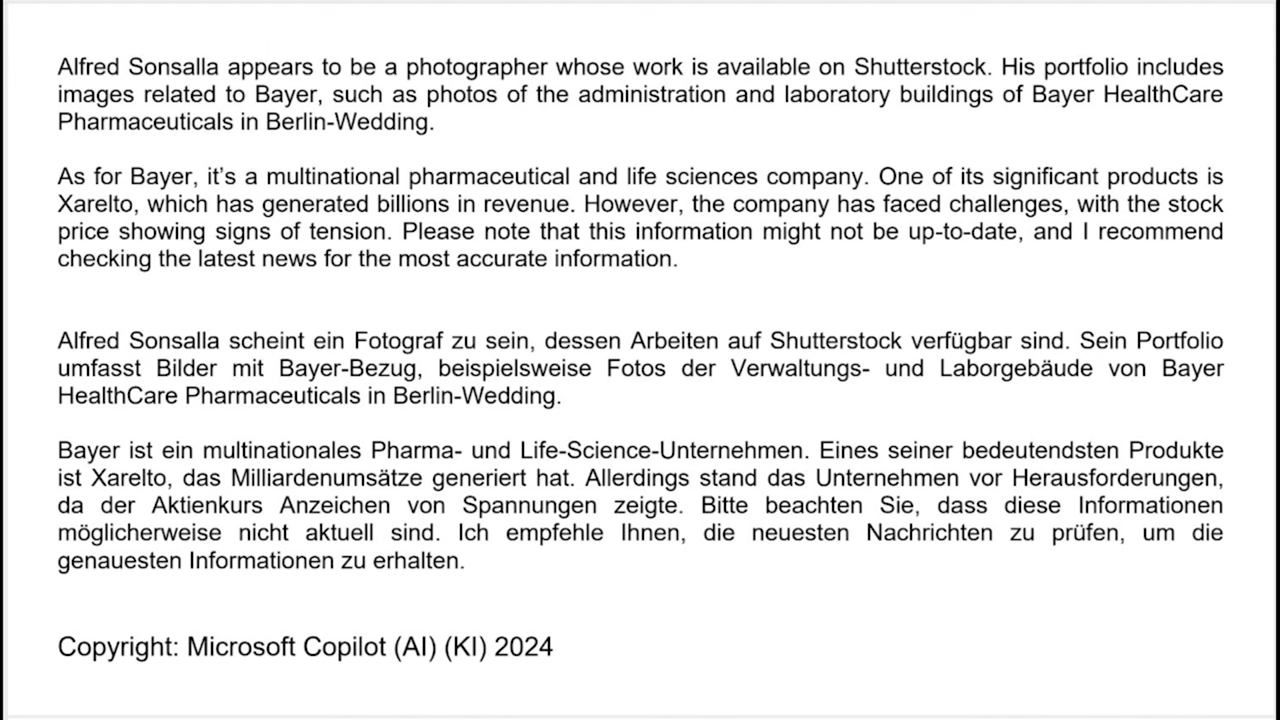 Alfred Sonsalla appears to be a photographer whose work is available on Shutterstock. His portfolio includes
images related to Bayer, such as photos of the administration and laboratory buildings of Bayer HealthCare
Pharmaceuticals in Berlin-Wedding.
As for Bayer, it’s a multinational pharmaceutical and life sciences company. One of its significant products is
Xarelto, which has generated billions in revenue. However, the company has faced challenges, with the stock
price showing signs of tension. Please note that this information might not be up-to-date, and I recommend
checking the latest news for the most accurate information.
Alfred Sonsalla scheint ein Fotograf zu sein, dessen Arbeiten auf Shutterstock verfügbar sind. Sein Portfolio
umfasst Bilder mit Bayer-Bezug, beispielsweise Fotos der Verwaltungs- und Laborgebäude von Bayer
HealthCare Pharmaceuticals in Berlin-Wedding.
Bayer ist ein multinationales Pharma- und Life-Science-Unternehmen. Eines seiner bedeutendsten Produkte
ist Xarelto, das Milliardenumsätze generiert hat. Allerdings stand das Unternehmen vor Herausforderungen,
da der Aktienkurs Anzeichen von Spannungen zeigte. Bitte beachten Sie, dass diese Informationen
möglicherweise nicht aktuell sind. Ich empfehle Ihnen, die neuesten Nachrichten zu prüfen, um die
genauesten Informationen zu erhalten.
Copyright: Microsoft Copilot (AI) (KI) 2024